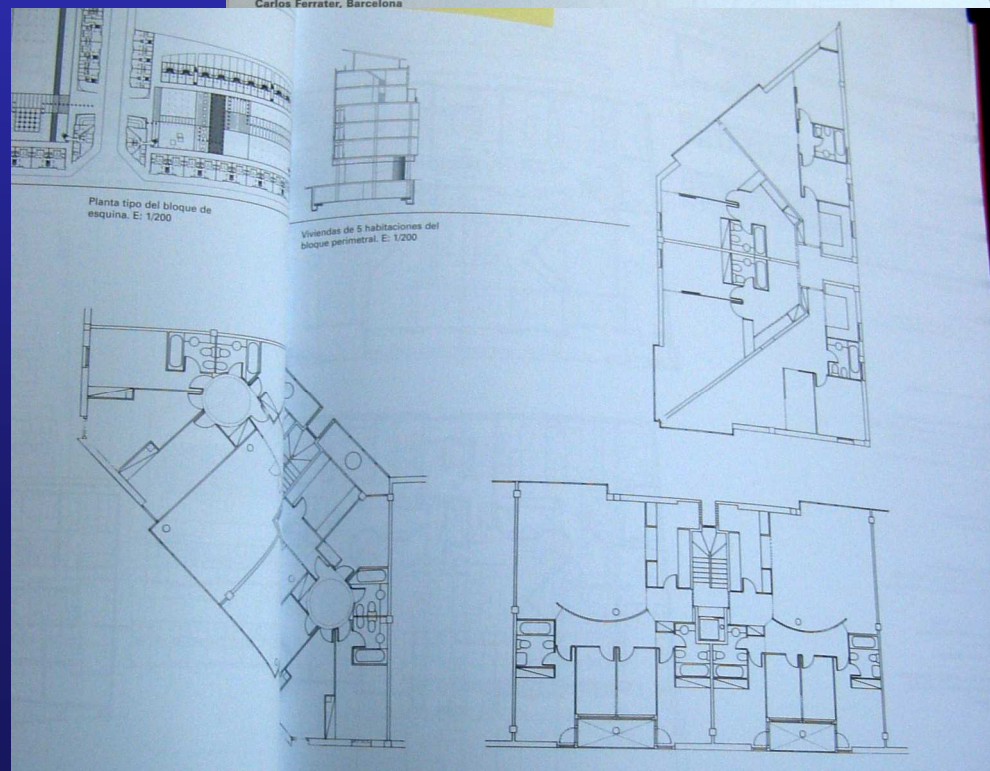 Carlos Ferrater, Barcelona
Planta tipo del bloque de
esquina. E: 1/200
Viviendas de 5 habitaciones del
bloque perimetral. E: 1/200